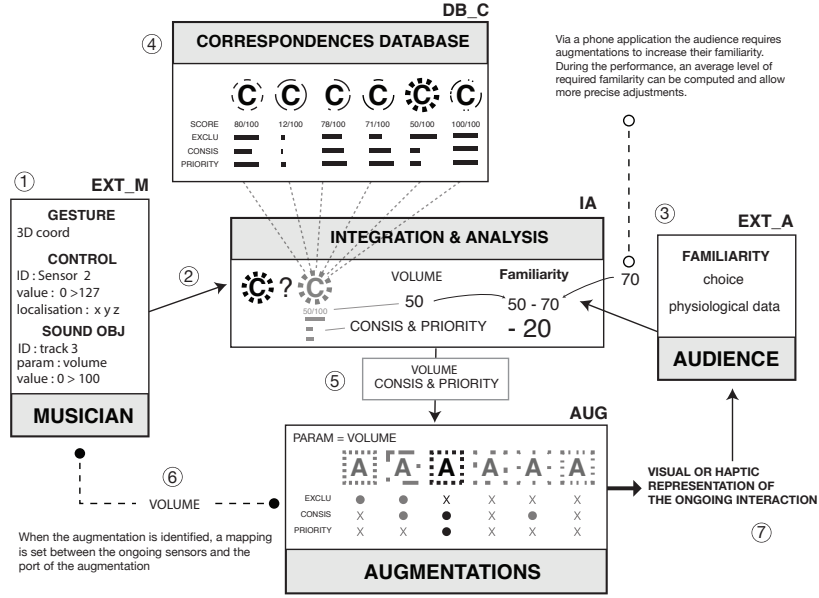 DB_C
④
CORRESPONDENCES DATABASE
C C C C C C
SCORE 80/100 12/100 78/100 71/100 50/100 100/100
EXCLU
CONSIS
PRIORITY
Via a phone application the audience requires
augmentations to increase their familiarity.
During the performance, an average level of
required familarity can be computed and allow
more precise adjustments.
①
EXT_M
GESTURE
3D coord
CONTROL
ID : Sensor 2
value : 0 >127
localisation : x y z
SOUND OBJ
ID : track 3
param : volume
value : 0 > 100
MUSICIAN
②
IA
INTEGRATION & ANALYSIS
C ? C
50/100
VOLUME
50
CONSIS & PRIORITY
Familiarity
50 - 70
- 20
70
③
EXT_A
FAMILIARITY
choice
physiological data
AUDIENCE
⑤
VOLUME
CONSIS & PRIORITY
AUG
PARAM = VOLUME
A A A A A A
EXCLU X X X X
CONSIS X X X
PRIORITY X X X X X
AUGMENTATIONS
⑥
VOLUME
When the augmentation is identified, a mapping
is set between the ongoing sensors and the
port of the augmentation
VISUAL OR HAPTIC
REPRESENTATION OF
THE ONGOING INTERACTION
⑦